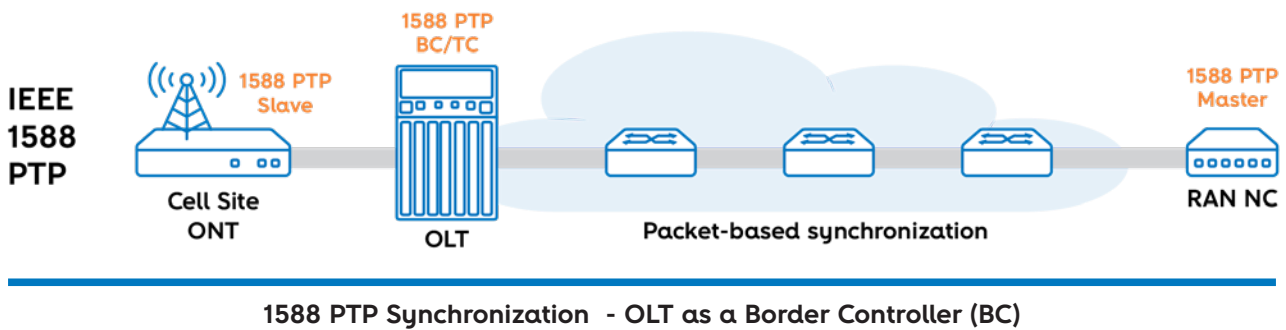 IEEE
1588
PTP
1588 PTP
Slave
Cell Site
ONT
1588 PTP
BC/TC
OLT
Packet-based synchronization
1588 PTP
Master
RAN NC
1588 PTP Synchronization - OLT as a Border Controller (BC)